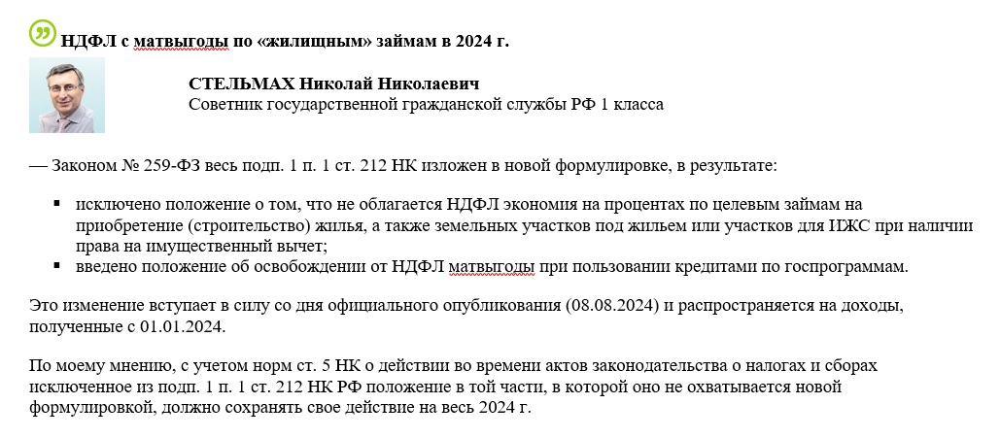 НДФЛ с матвыгоды по «жилищным» займам в 2024 г.
СТЕЛЬМАХ Николай Николаевич
Советник государственной гражданской службы РФ 1 класса
— Законом № 259-ФЗ весь подп. 1 п. 1 ст. 212 НК изложен в новой формулировке, в результате:
▪ исключено положение о том, что не облагается НДФЛ экономия на процентах по целевым займам на
приобретение (строительство) жилья, а также земельных участков под жильем или участков для ИЖС при наличии
права на имущественный вычет;
▪ введено положение об освобождении от НДФЛ матвыгоды при пользовании кредитами по госпрограммам.
Это изменение вступает в силу со дня официального опубликования (08.08.2024) и распространяется на доходы,
полученные с 01.01.2024.
По моему мнению, с учетом норм ст. 5 НК о действии во времени актов законодательства о налогах и сборах
исключенное из подп. 1 п. 1 ст. 212 НК РФ положение в той части, в которой оно не охватывается новой
формулировкой, должно сохранять свое действие на весь 2024 г.